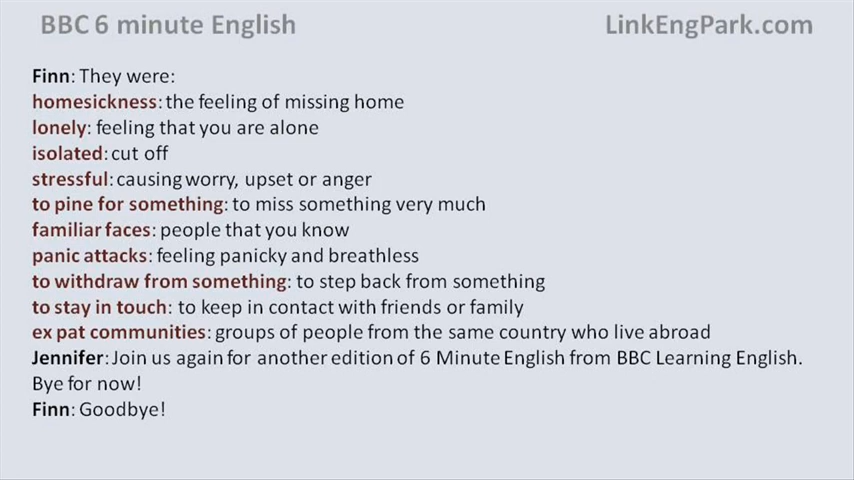 BBC 6 minute English
LinkEngPark.com
Finn: They were:
homesickness: the feeling of missing home
lonely: feeling that you are alone
isolated: cut off
stressful: causing worry, upset or anger
to pine for something: to miss something very much
familiar faces: people that you know
panic attacks: feeling panicky and breathless
to withdraw from something: to step back from something
to stay in touch: to keep in contact with friends or family
ex pat communities: groups of people from the same country who live abroad
Jennifer: Join us again for another edition of 6 Minute English from BBC Learning English.
Bye for now!
Finn: Goodbye!